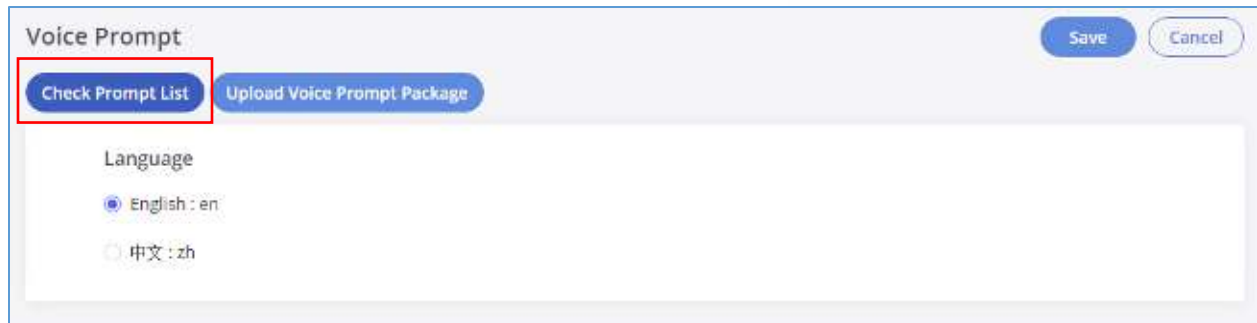 Voice Prompt
Save
Cancel
Check Prompt List
Upload Voice Prompt Package
Language
English : en
中文 : zh